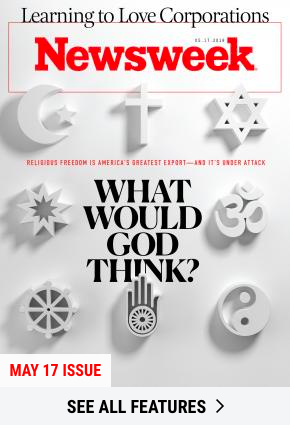 Learning to Love Corporations
05.17.2019
Newsweek
RELIGIOUS FREEDOM IS AMERICA'S GREATEST EXPORT—AND IT'S UNDER ATTACK
WHAT
WOULD
GOD
THINK?
MAY 17 ISSUE
SEE ALL FEATURES